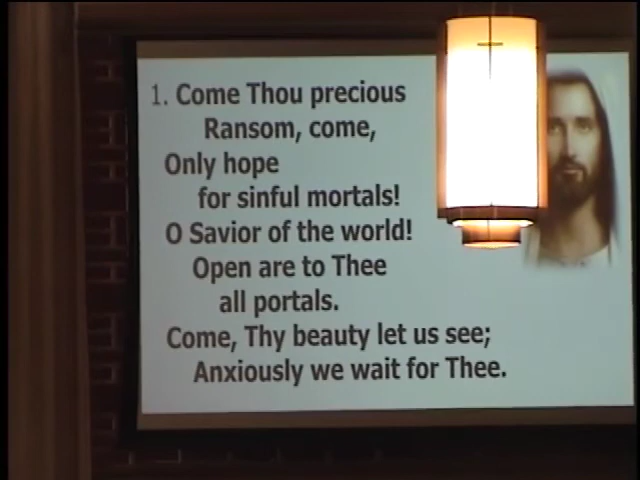 1. Come Thou precious
Ransom, come,
Only hope
for sinful mortals!
O Savior of the world!
Open are to Thee
all portals.
Come, Thy beauty let us see;
Anxiously we wait for Thee.